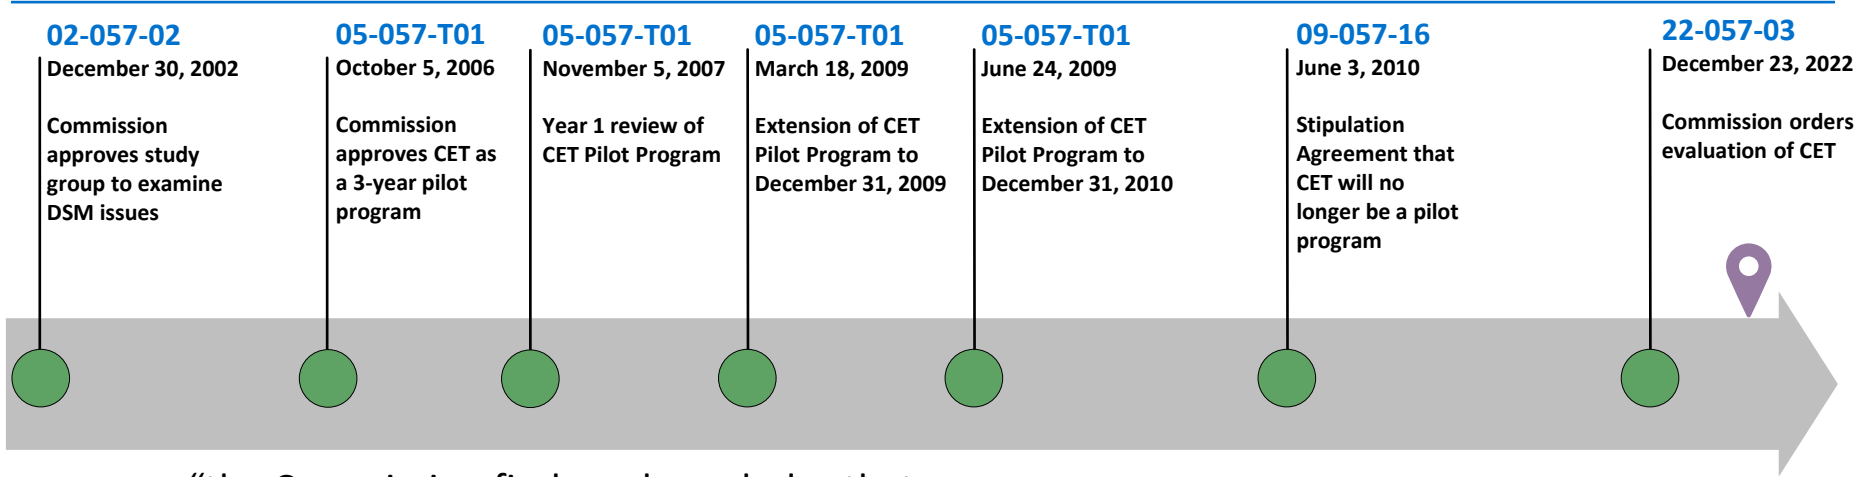 02-057-02
December 30, 2002
Commission
approves study
group to examine
DSM issues
05-057-T01
October 5, 2006
Commission
approves CET as
a 3-year pilot
program
05-057-T01
November 5, 2007
Year 1 review of
CET Pilot Program
05-057-T01
March 18, 2009
Extension of CET
Pilot Program to
December 31, 2009
05-057-T01
June 24, 2009
Extension of CET
Pilot Program to
December 31, 2010
09-057-16
June 3, 2010
Stipulation
Agreement that
CET will no
longer be a pilot
program
22-057-03
December 23, 2022
Commission orders
evaluation of CET